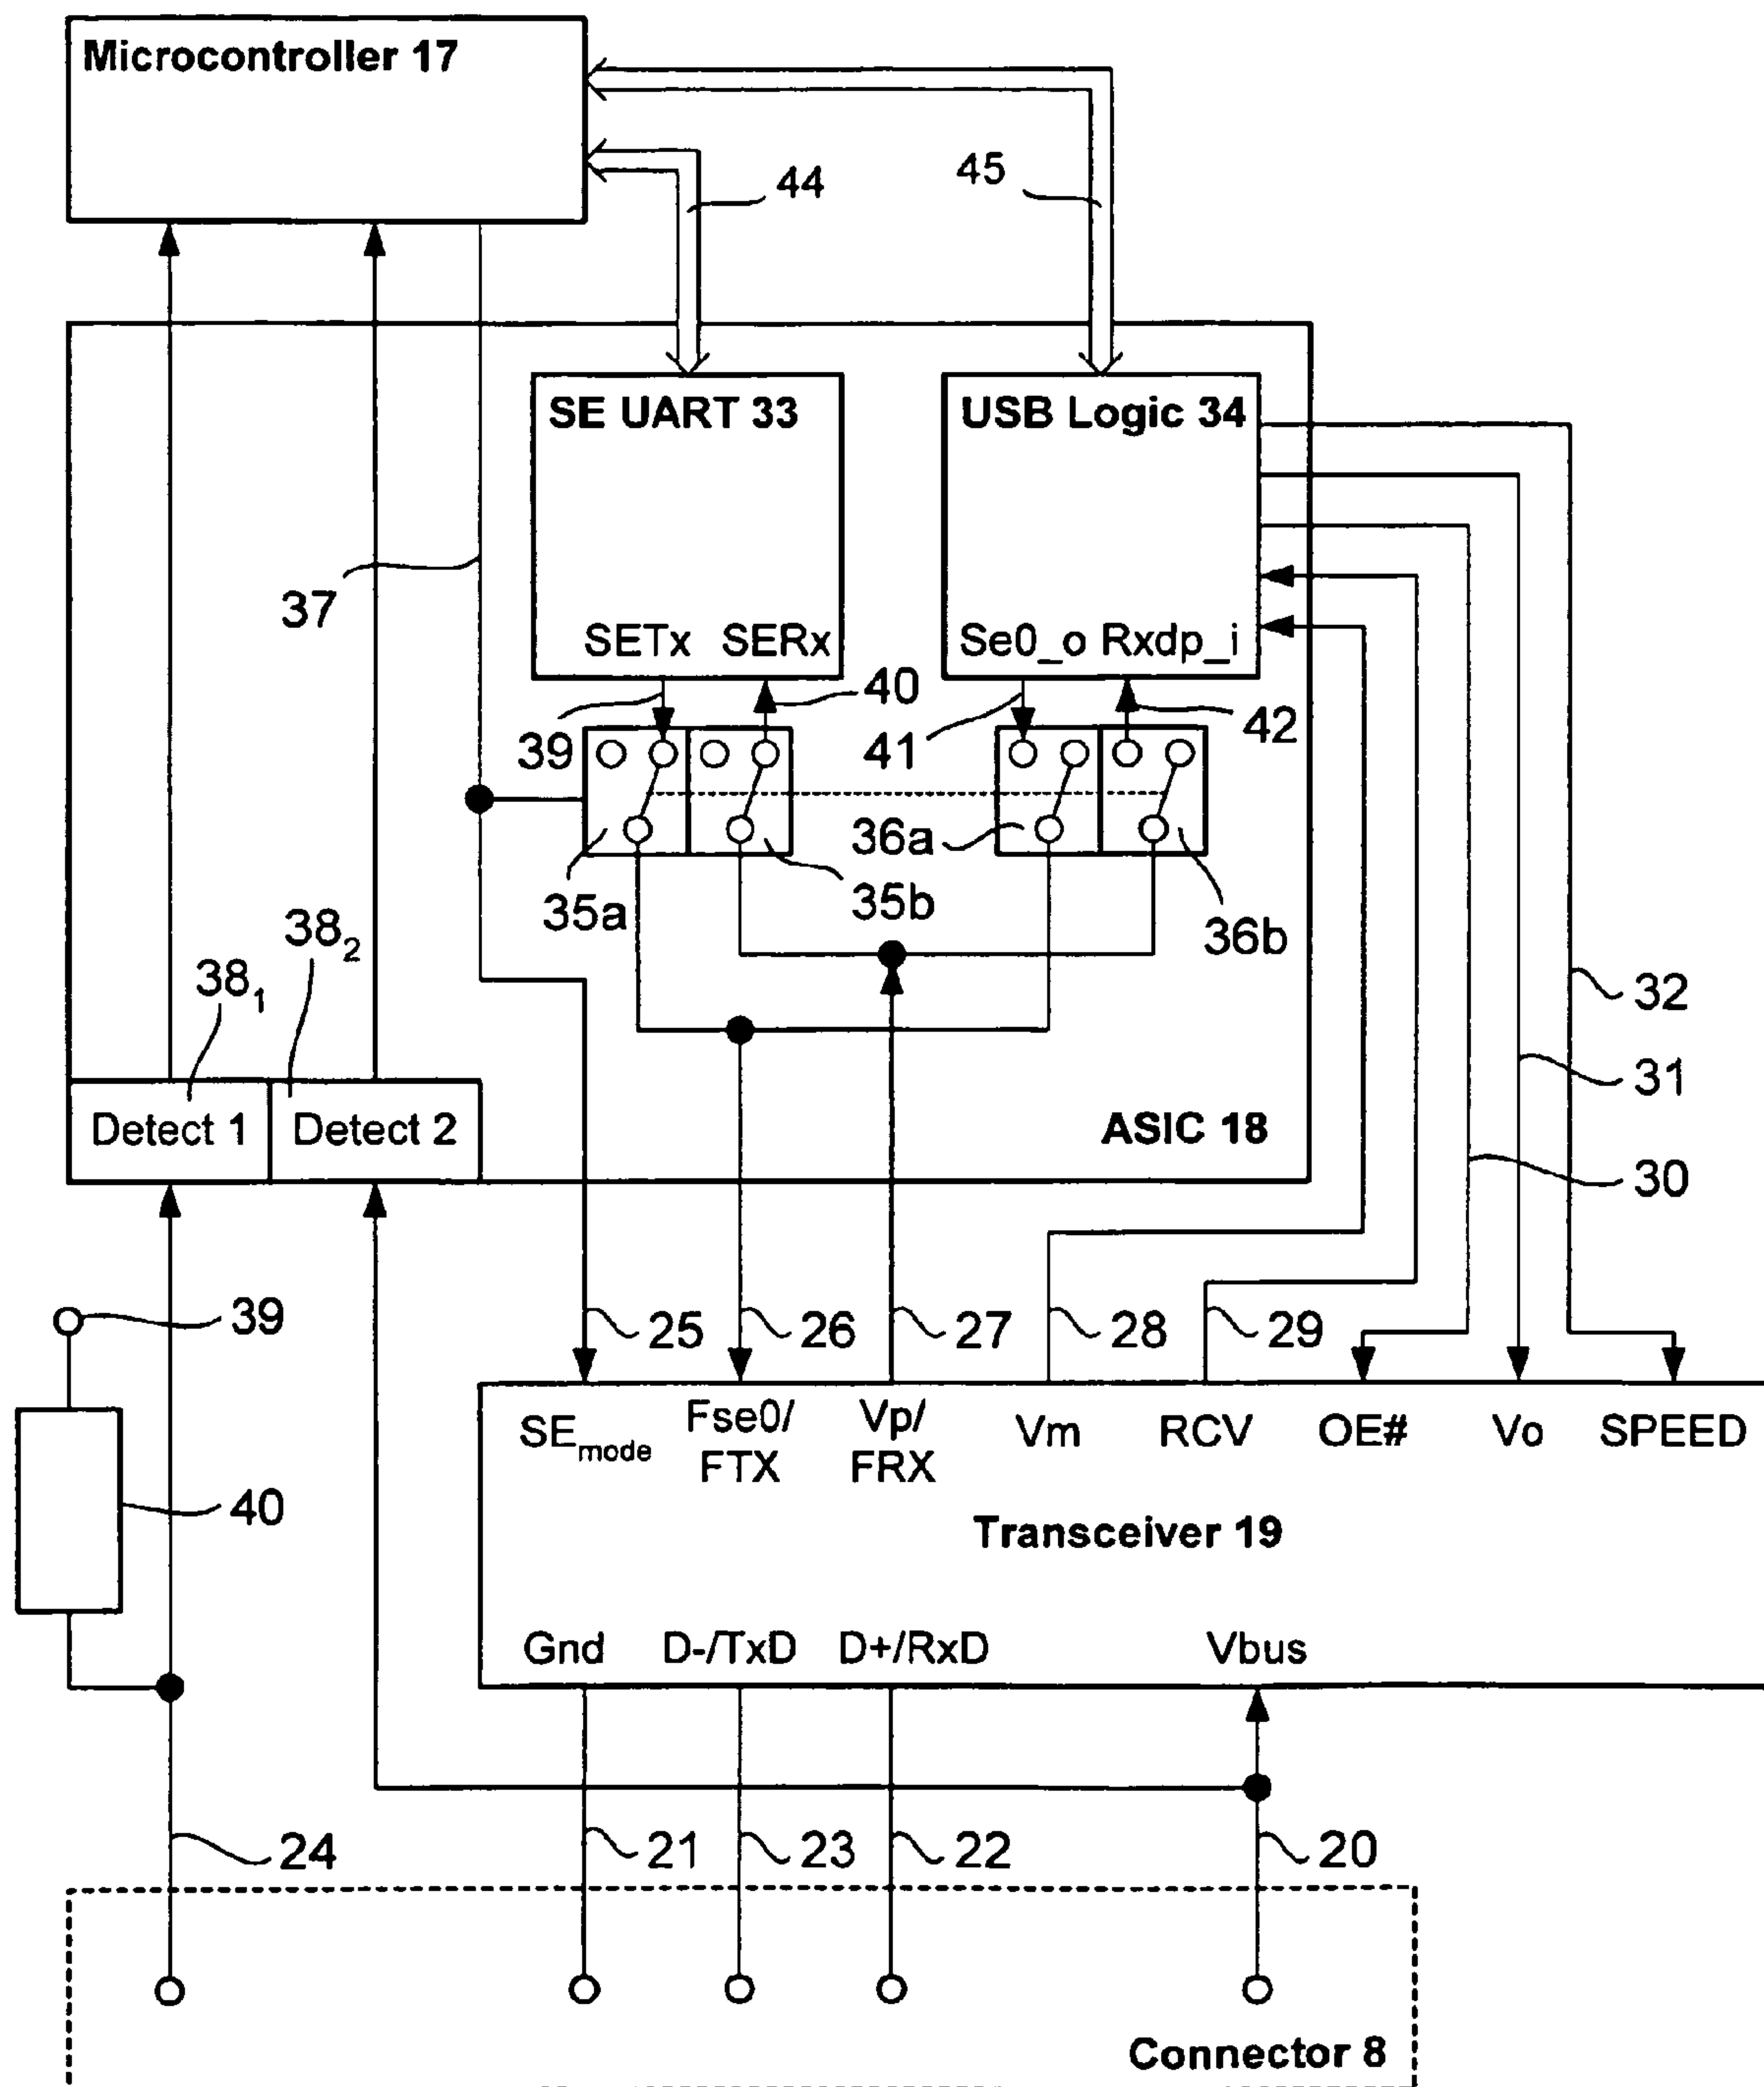 Microcontroller 17
44
45
SE UART 33
USB Logic 34
37
SETx SERx
Se0_o Rxdp_i
39
40
41
42
35a
35b
36a
36b
38₁
38₂
32
31
30
Detect 1
Detect 2
ASIC 18
39
25
26
27
28
29
40
SEmode
Fse0/
FTX
Vp/
FRX
Vm
RCV
OE#
Vo
SPEED
Transceiver 19
Gnd
D-/TxD
D+/RxD
Vbus
24
21
23
22
20
Connector 8